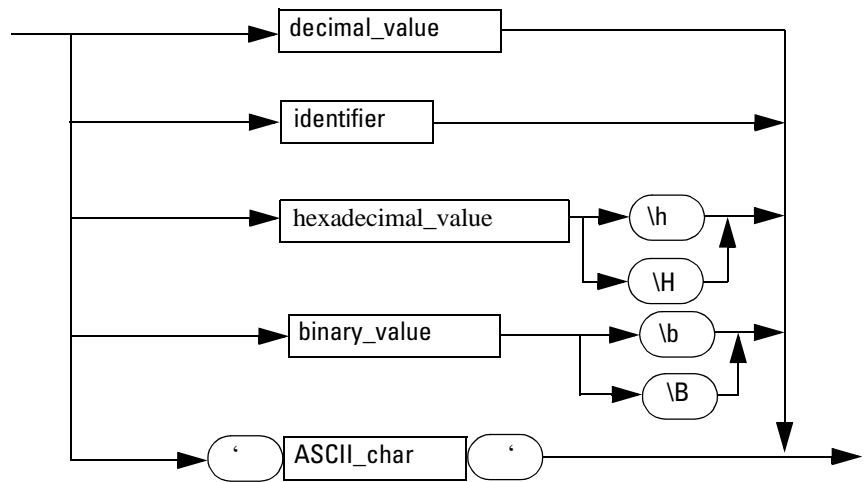 decimal_value
identifier
hexadecimal_value
\h
\H
binary_value
\b
\B
‘ ASCII_char ‘